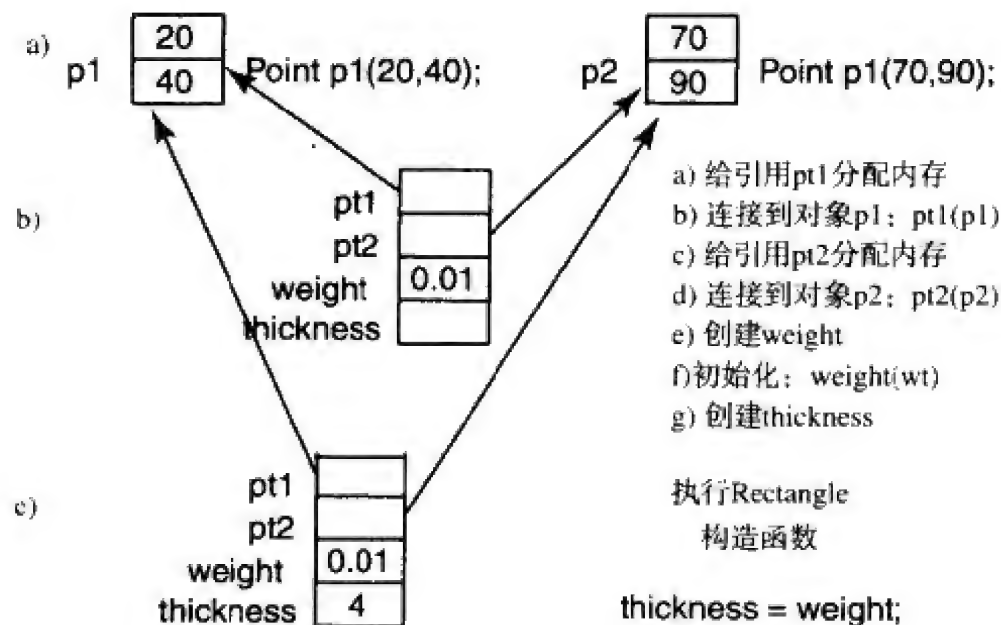 a)
20
p1
40
Point p1(20,40);
70
p2
90
Point p1(70,90);
b)
pt1
pt2
weight
0.01
thickness
a) 给引用pt1分配内存
b) 连接到对象p1；pt1(p1)
c) 给引用pt2分配内存
d) 连接到对象p2；pt2(p2)
e) 创建weight
f)初始化；weight(wt)
g) 创建thickness
c)
pt1
pt2
weight
0.01
thickness
4
执行Rectangle
构造函数
thickness = weight;